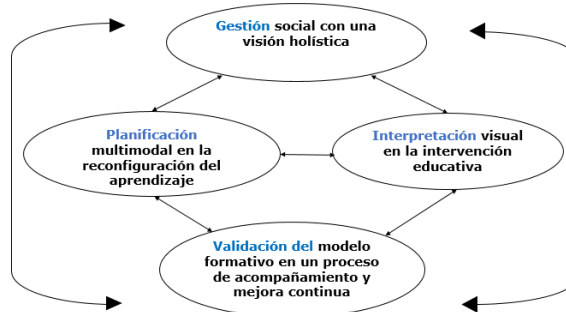 Gestión social con una
visión holística
Planificación
multimodal en la
reconfiguración del
aprendizaje
Interpretación visual
en la intervención
educativa
Validación del modelo
formativo en un proceso
de acompañamiento y
mejora continua